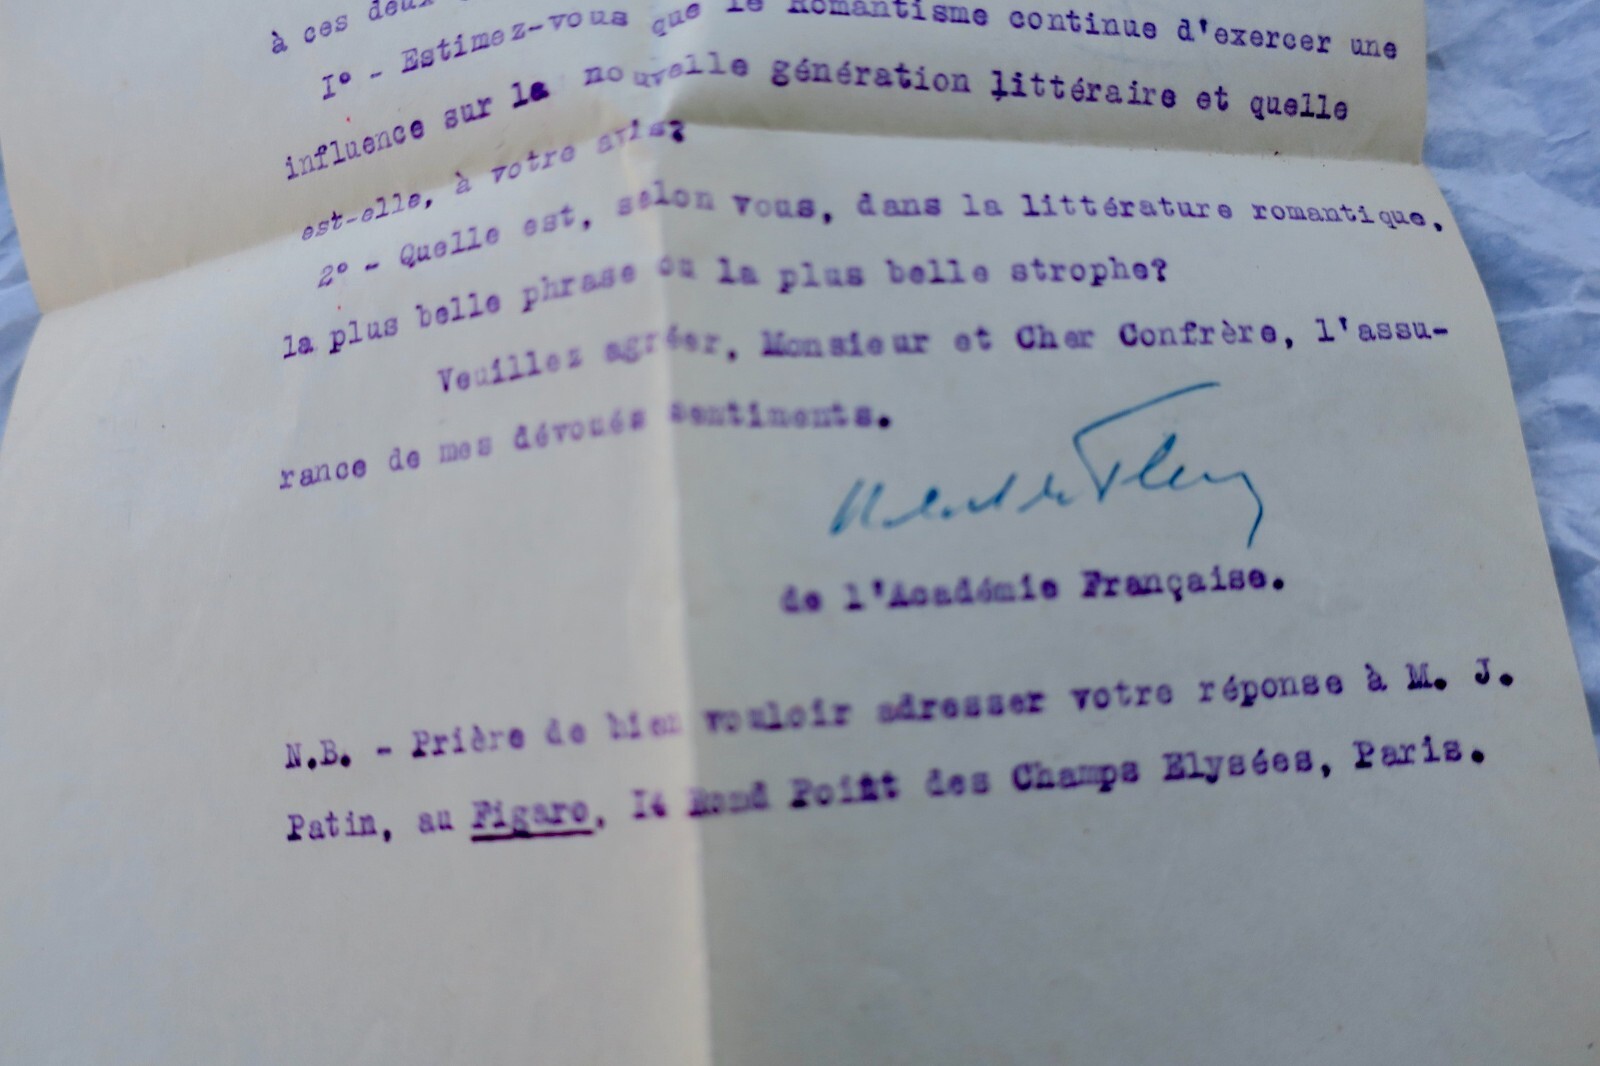 à ces deux
I° - Estimez-vous que le Romantisme continue d'exercer une
influence sur la nouvelle génération littéraire et quelle
est-elle, à votre avis?
2° - Quelle est, selon vous, dans la littérature romantique,
la plus belle phrase ou la plus belle strophe?
Veuillez agréer, Monsieur et Cher Confrère, l'assu-
rance de mes dévoués sentiments.
de Fler
de l'Académie Française.
N.B. - Prière de bien vouloir adresser votre réponse à M. J.
Patin, au Figaro, I4 Rond Point des Champs Elysées, Paris.